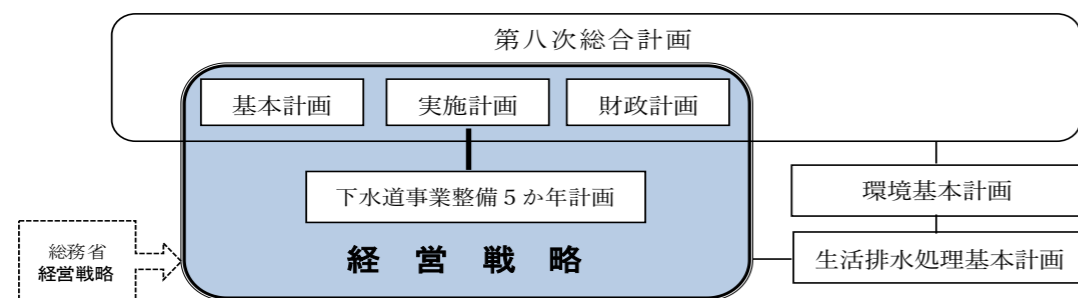 第八次総合計画
基本計画
実施計画
財政計画
下水道事業整備５か年計画
環境基本計画
総務省
経営戦略
経 営 戦 略
生活排水処理基本計画